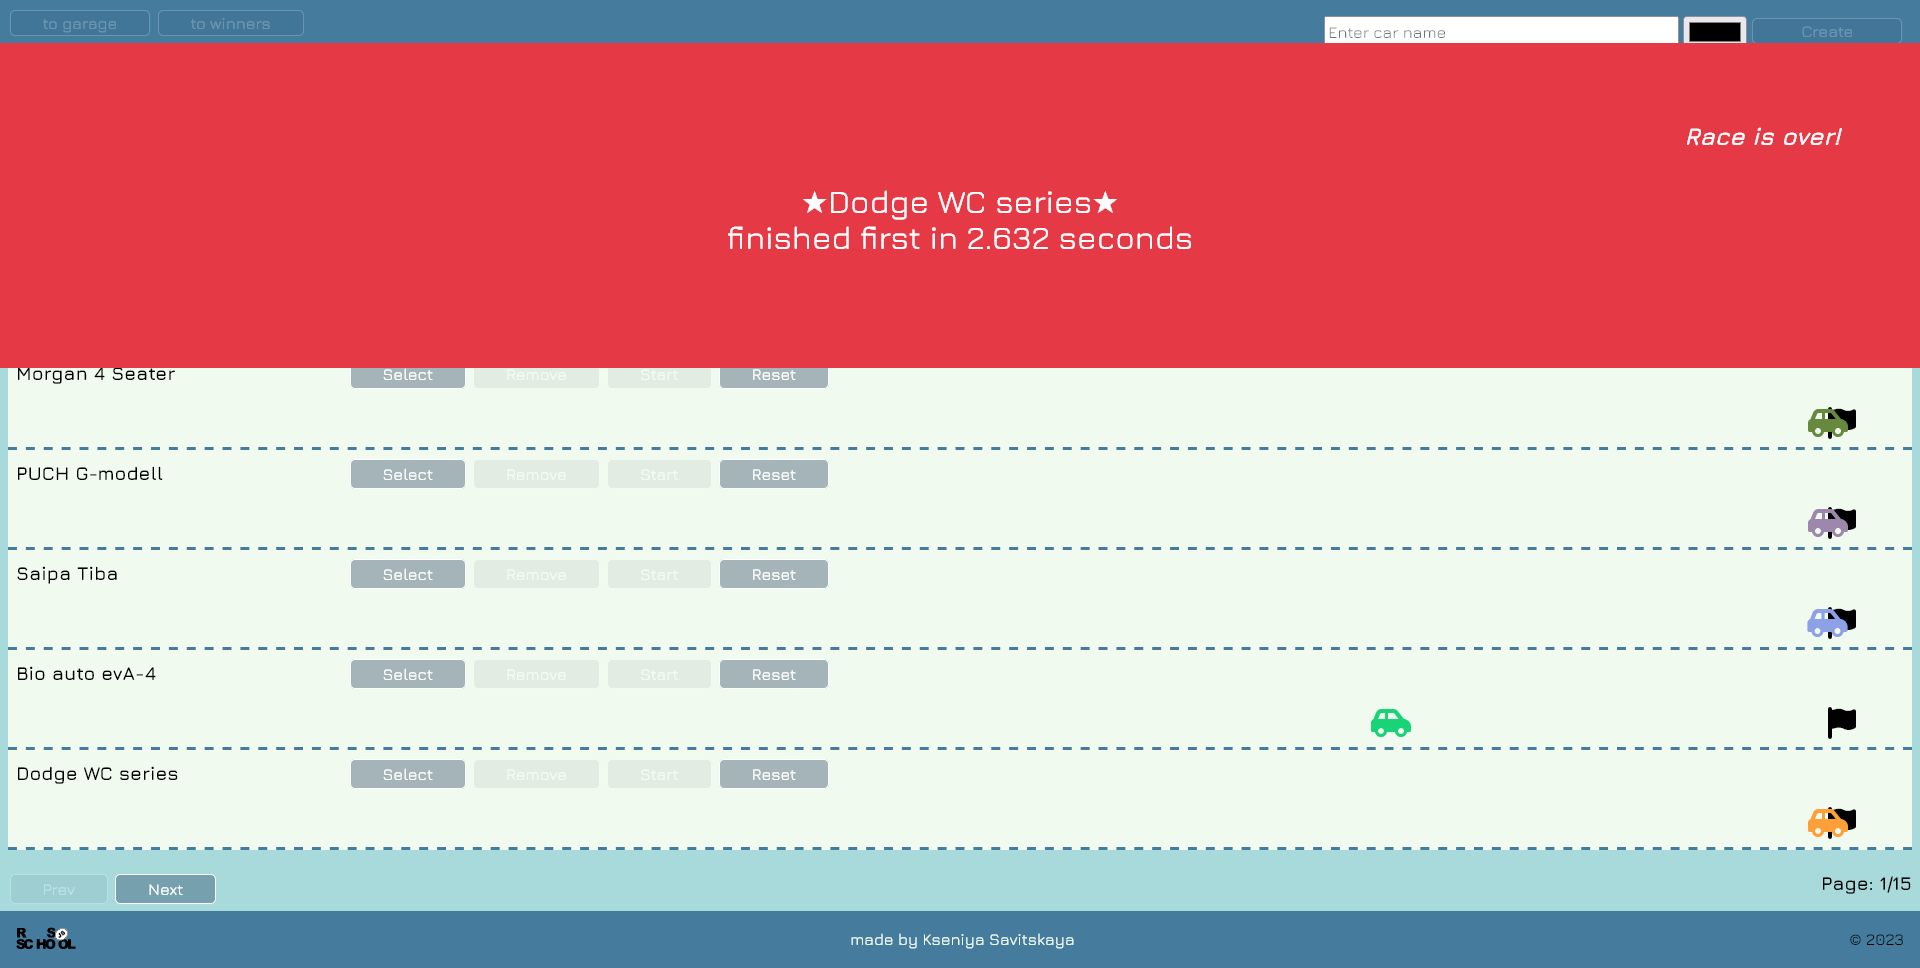 to garage to winners
Enter car name Create
Race is over!
★Dodge WC series★
finished first in 2.632 seconds
Morgan 4 Seater Select Remove Start Reset
PUCH G-modell Select Remove Start Reset
Saipa Tiba Select Remove Start Reset
Bio auto evA-4 Select Remove Start Reset
Dodge WC series Select Remove Start Reset
Prev Next Page: 1/15
RS SCHOOL made by Kseniya Savitskaya © 2023